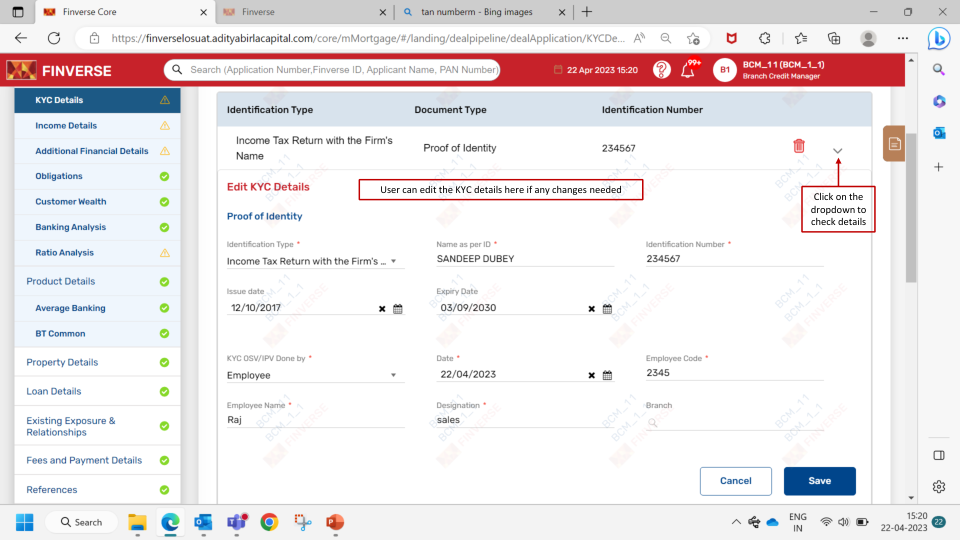 Finverse Core
Finverse
tan numberm - Bing images
https://finverselosuat.adityabirlacapital.com/core/mMortgage/#/landing/dealpipeline/dealApplication/KYCDe...
FINVERSE
Search (Application Number,Finverse ID, Applicant Name, PAN Number)
22 Apr 2023 15:20
99+
B1
BCM_1 1 (BCM_1_1)
Branch Credit Manager
KYC Details
Income Details
Additional Financial Details
Obligations
Customer Wealth
Banking Analysis
Ratio Analysis
Product Details
Average Banking
BT Common
Property Details
Loan Details
Existing Exposure &
Relationships
Fees and Payment Details
References
Identification Type Document Type Identification Number
Income Tax Return with the Firm's
Name
Proof of Identity
234567
Edit KYC Details
User can edit the KYC details here if any changes needed
Click on the
dropdown to
check details
Proof of Identity
Identification Type * Name as per ID * Identification Number *
Income Tax Return with the Firm's ... SANDEEP DUBEY 234567
Issue date Expiry Date
12/10/2017 03/09/2030
KYC OSV/IPV Done by * Date * Employee Code *
Employee 22/04/2023 2345
Employee Name * Designation * Branch
Raj sales
Cancel Save
BCM_1_1
FINVERSE
Search
ENG
IN
15:20
22-04-2023
22